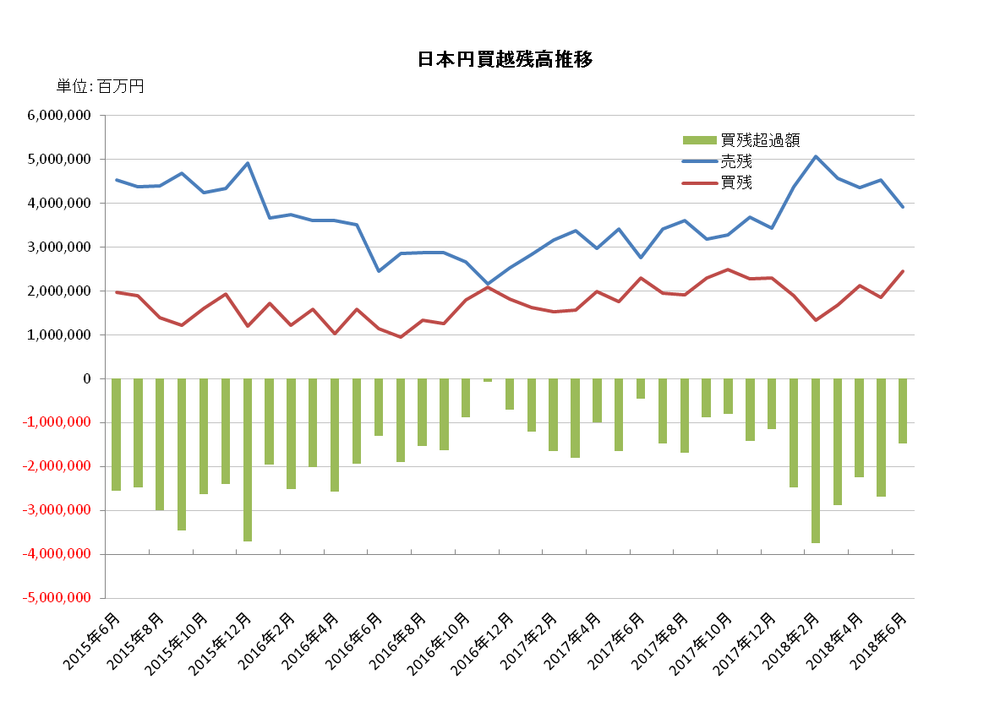 日本円買越残高推移
単位:百万円
6,000,000
5,000,000
4,000,000
3,000,000
2,000,000
1,000,000
0
-1,000,000
-2,000,000
-3,000,000
-4,000,000
-5,000,000
買残超過額
売残
買残
2015年6月
2015年8月
2015年10月
2015年12月
2016年2月
2016年4月
2016年6月
2016年8月
2016年10月
2016年12月
2017年2月
2017年4月
2017年6月
2017年8月
2017年10月
2017年12月
2018年2月
2018年4月
2018年6月